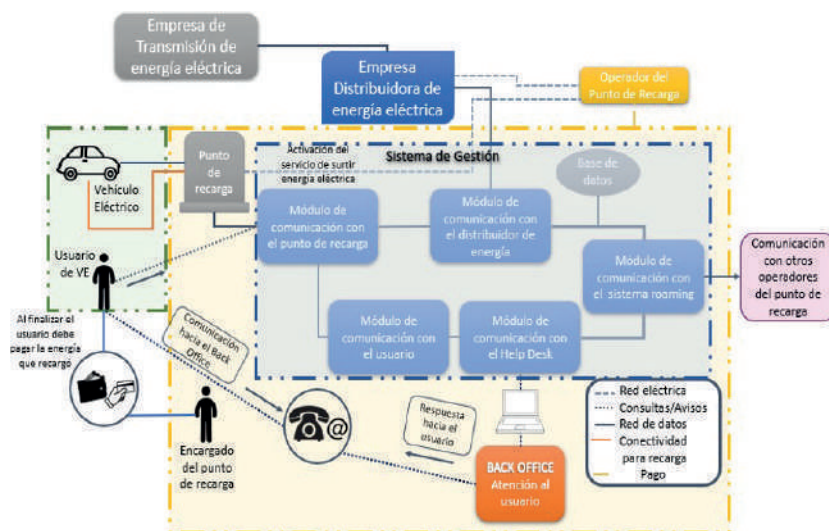 Empresa de
Transmisión de
energía eléctrica
Empresa
Distribuidora de
energía eléctrica
Operador del
Punto de Recarga
Punto
de
recarga
Activación del
servicio de surtir
energía eléctrica
Sistema de Gestión
Base de
datos
Vehículo
Eléctrico
Módulo de
comunicación con
el punto de recarga
Módulo de
comunicación con
el distribuidor de
energía
Módulo de
comunicación con
el sistema rooming
Comunicación
con otros
operadores
del punto de
recarga
Usuario
de VE
Al finalizar el
usuario debe
pagar la energía
que recargó
Comunicación
hacia el Back
Office
Módulo de
comunicación con
el usuario
Módulo de
comunicación con
el Help Desk
Encargado
del punto
de recarga
@
Respuesta
hacia el
usuario
BACK OFFICE
Atención al
usuario
Red eléctrica
Consultas/Avisos
Red de datos
Conectividad
para recarga
Pago